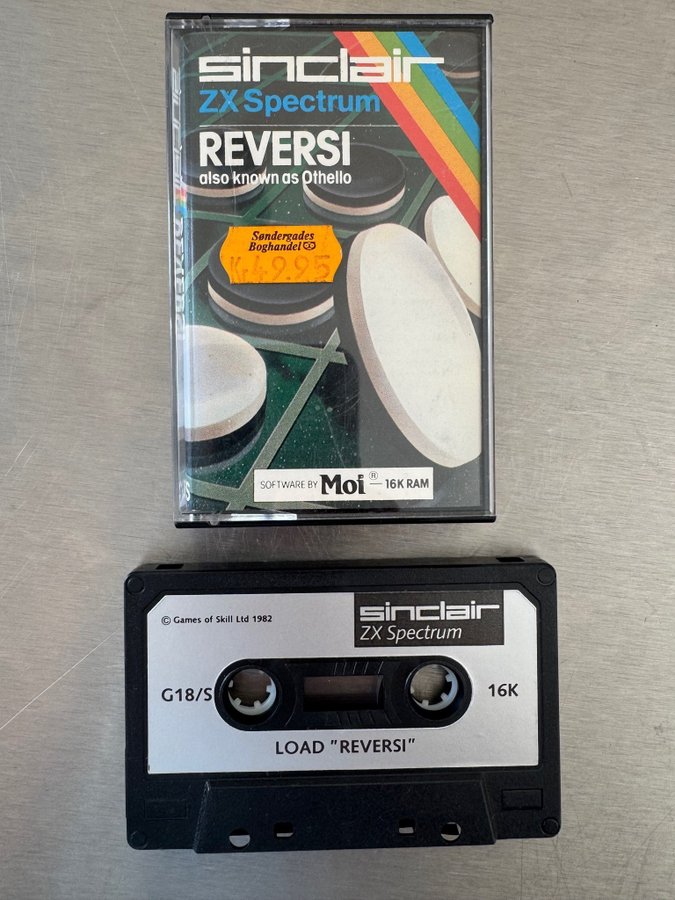 sinclair
ZX Spectrum
REVERSI
also known as Othello
Søndergades
Boghandel
Kr49.95
SOFTWARE BY Moi ® — 16K RAM
© Games of Skill Ltd 1982
sinclair
ZX Spectrum
G18/S
16K
LOAD "REVERSI"